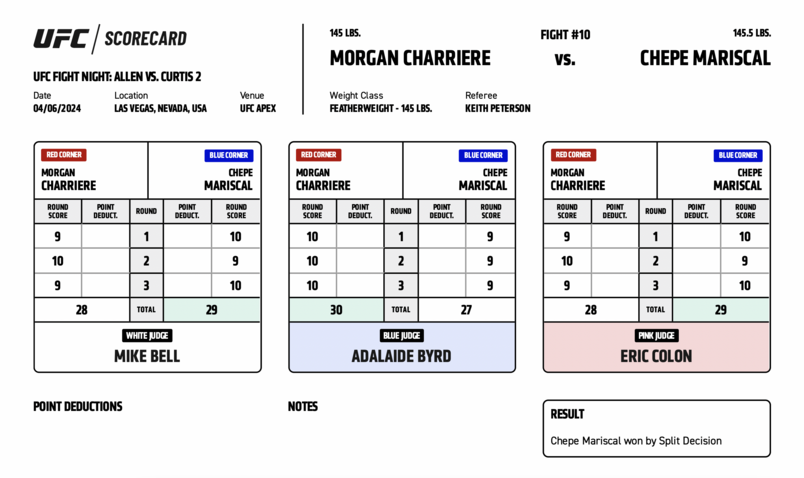 UFC / SCORECARD
UFC FIGHT NIGHT: ALLEN VS. CURTIS 2
Date Location Venue
04/06/2024 LAS VEGAS, NEVADA, USA UFC APEX
145 LBS. FIGHT #10 145.5 LBS.
MORGAN CHARRIERE VS. CHEPE MARISCAL
Weight Class Referee
FEATHERWEIGHT - 145 LBS. KEITH PETERSON
RED CORNER BLUE CORNER
MORGAN CHEPE
CHARRIERE MARISCAL
ROUND POINT ROUND POINT ROUND
SCORE DEDUCT. DEDUCT. SCORE
9 1 10
10 2 9
9 3 10
28 TOTAL 29
WHITE JUDGE
MIKE BELL
RED CORNER BLUE CORNER
MORGAN CHEPE
CHARRIERE MARISCAL
ROUND POINT ROUND POINT ROUND
SCORE DEDUCT. DEDUCT. SCORE
10 1 9
10 2 9
10 3 9
30 TOTAL 27
BLUE JUDGE
ADALAIDE BYRD
RED CORNER BLUE CORNER
MORGAN CHEPE
CHARRIERE MARISCAL
ROUND POINT ROUND POINT ROUND
SCORE DEDUCT. DEDUCT. SCORE
9 1 10
10 2 9
9 3 10
28 TOTAL 29
PINK JUDGE
ERIC COLON
POINT DEDUCTIONS
NOTES
RESULT
Chepe Mariscal won by Split Decision